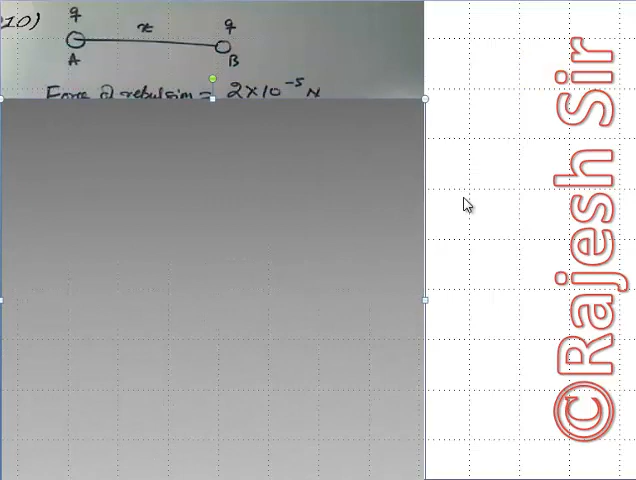 10)
q q
x
A B
Force of repulsion = 2 × 10⁻⁵ N
©Rajesh Sir